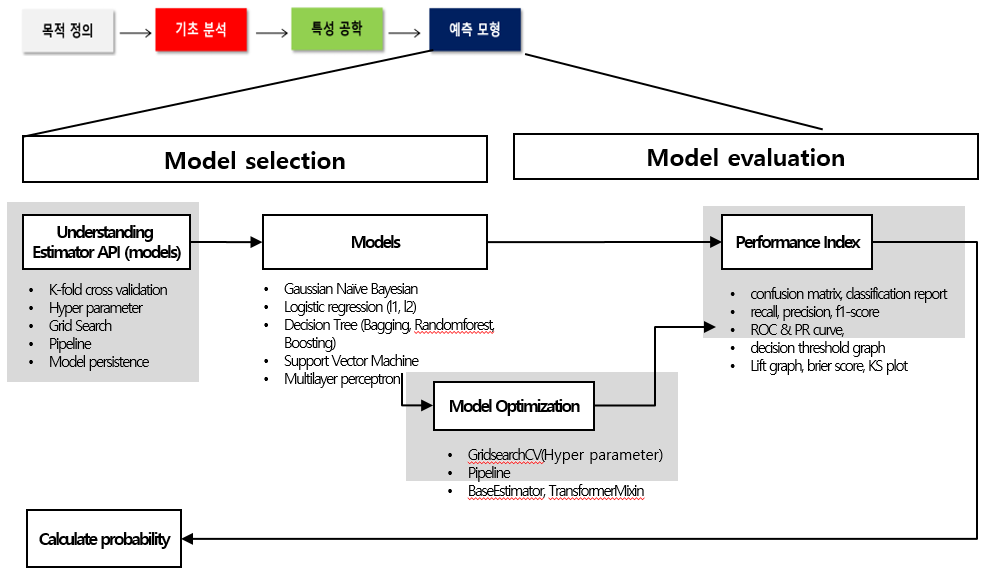 목적 정의
기초 분석
특성 공학
예측 모형
Model selection
Model evaluation
Understanding
Estimator API (models)
• K-fold cross validation
• Hyper parameter
• Grid Search
• Pipeline
• Model persistence
Models
• Gaussian Naïve Bayesian
• Logistic regression (l1, l2)
• Decision Tree (Bagging, Randomforest,
Boosting)
• Support Vector Machine
• Multilayer perceptron
Model Optimization
• GridsearchCV(Hyper parameter)
• Pipeline
• BaseEstimator, TransformerMixin
Performance Index
• confusion matrix, classification report
• recall, precision, f1-score
• ROC & PR curve,
• decision threshold graph
• Lift graph, brier score, KS plot
Calculate probability